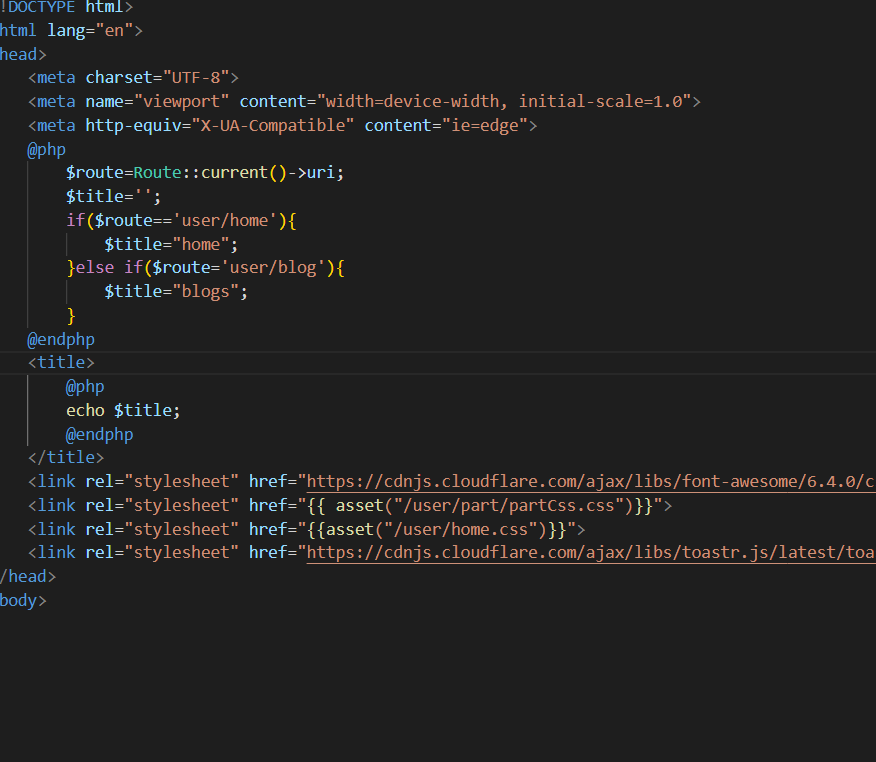 !DOCTYPE html>
html lang="en">
head>
<meta charset="UTF-8">
<meta name="viewport" content="width=device-width, initial-scale=1.0">
<meta http-equiv="X-UA-Compatible" content="ie=edge">
@php
$route=Route::current()->uri;
$title='';
if($route=='user/home'){
$title="home";
}else if($route='user/blog'){
$title="blogs";
}
@endphp
<title>
@php
echo $title;
@endphp
</title>
<link rel="stylesheet" href="https://cdnjs.cloudflare.com/ajax/libs/font-awesome/6.4.0/c
<link rel="stylesheet" href="{{ asset("/user/part/partCss.css")}}">
<link rel="stylesheet" href="{{asset("/user/home.css")}}">
<link rel="stylesheet" href="https://cdnjs.cloudflare.com/ajax/libs/toastr.js/latest/toa
/head>
body>